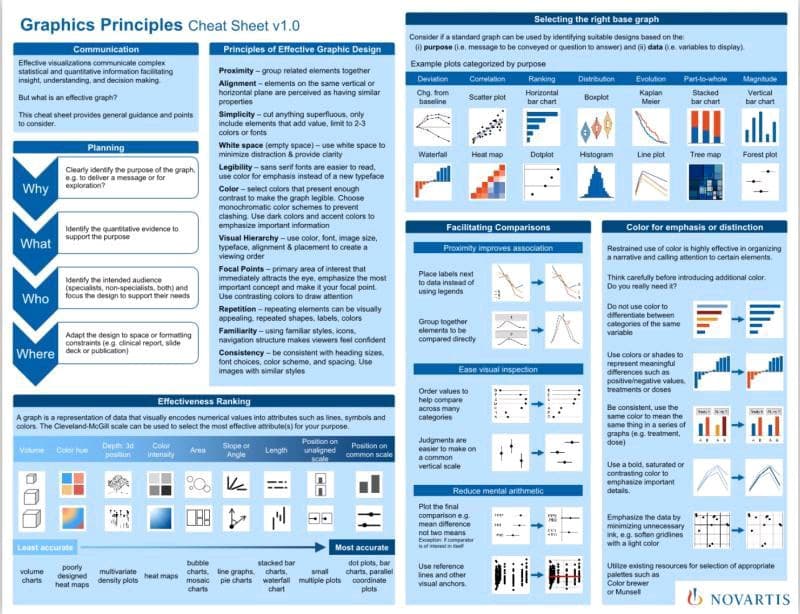 Graphics Principles Cheat Sheet v1.0
Communication
Effective visualizations communicate complex
statistical and quantitative information facilitating
insight, understanding, and decision making.
But what is an effective graph?
This cheat sheet provides general guidance and points
to consider.
Planning
Why
Clearly identify the purpose of the graph,
e.g. to deliver a message or for
exploration?
What
Identify the quantitative evidence to
support the purpose
Who
Identify the intended audience
(specialists, non-specialists, both) and
focus the design to support their needs
Where
Adapt the design to space or formatting
constraints (e.g. clinical report, slide
deck or publication)
Principles of Effective Graphic Design
Proximity – group related elements together
Alignment – elements on the same vertical or
horizontal plane are perceived as having similar
properties
Simplicity – cut anything superfluous, only
include elements that add value, limit to 2-3
colors or fonts
White space (empty space) – use white space to
minimize distraction & provide clarity
Legibility – sans serif fonts are easier to read,
use color for emphasis instead of a new typeface
Color – select colors that present enough
contrast to make the graph legible. Choose
monochromatic color schemes to prevent
clashing. Use dark colors and accent colors to
emphasize important information
Visual Hierarchy – use color, font, image size,
typeface, alignment & placement to create a
viewing order
Focal Points – primary area of interest that
immediately attracts the eye, emphasize the most
important concept and make it your focal point.
Use contrasting colors to draw attention
Repetition – repeating elements can be visually
appealing, repeated shapes, labels, colors
Familiarity – using familiar styles, icons,
navigation structure makes viewers feel confident
Consistency – be consistent with heading sizes,
font choices, color scheme, and spacing. Use
images with similar styles
Effectiveness Ranking
A graph is a representation of data that visually encodes numerical values into attributes such as lines, symbols and
colors. The Cleveland-McGill scale can be used to select the most effective attribute(s) for your purpose.
Volume
Color hue
Depth: 3d
position
Color
intensity
Area
Slope or
Angle
Length
Position on
unaligned
scale
Position on
common scale
Least accurate
Most accurate
volume
charts
poorly
designed
heat maps
multivariate
density plots
heat maps
bubble
charts,
mosaic
charts
line graphs,
pie charts
stacked bar
charts,
waterfall
chart
small
multiple plots
dot plots, bar
charts, parallel
coordinate
plots
Selecting the right base graph
Consider if a standard graph can be used by identifying suitable designs based on the:
(i) purpose (i.e. message to be conveyed or question to answer) and (ii) data (i.e. variables to display).
Example plots categorized by purpose
Deviation
Correlation
Ranking
Distribution
Evolution
Part-to-whole
Magnitude
Chg. from
baseline
Scatter plot
Horizontal
bar chart
Boxplot
Kaplan
Meier
Stacked
bar chart
Vertical
bar chart
Waterfall
Heat map
Dotplot
Histogram
Line plot
Tree map
Forest plot
Facilitating Comparisons
Proximity improves association
Place labels next
to data instead of
using legends
Group together
elements to be
compared directly
Ease visual inspection
Order values to
help compare
across many
categories
Judgments are
easier to make on
a common
vertical scale
Reduce mental arithmetic
Plot the final
comparison e.g.
mean difference
not two means
Exception: if comparator
is of interest in itself
Use reference
lines and other
visual anchors.
Color for emphasis or distinction
Restrained use of color is highly effective in organizing
a narrative and calling attention to certain elements.
Think carefully before introducing additional color.
Do you really need it?
Do not use color to
differentiate between
categories of the same
variable
Use colors or shades to
represent meaningful
differences such as
positive/negative values,
treatments or doses
Be consistent, use the
same color to mean the
same thing in a series of
graphs (e.g. treatment,
dose)
Use a bold, saturated or
contrasting color to
emphasize important
details.
Emphasize the data by
minimizing unnecessary
ink, e.g. soften gridlines
with a light color
Utilize existing resources for selection of appropriate
palettes such as
Color brewer
or Munsell
NOVARTIS